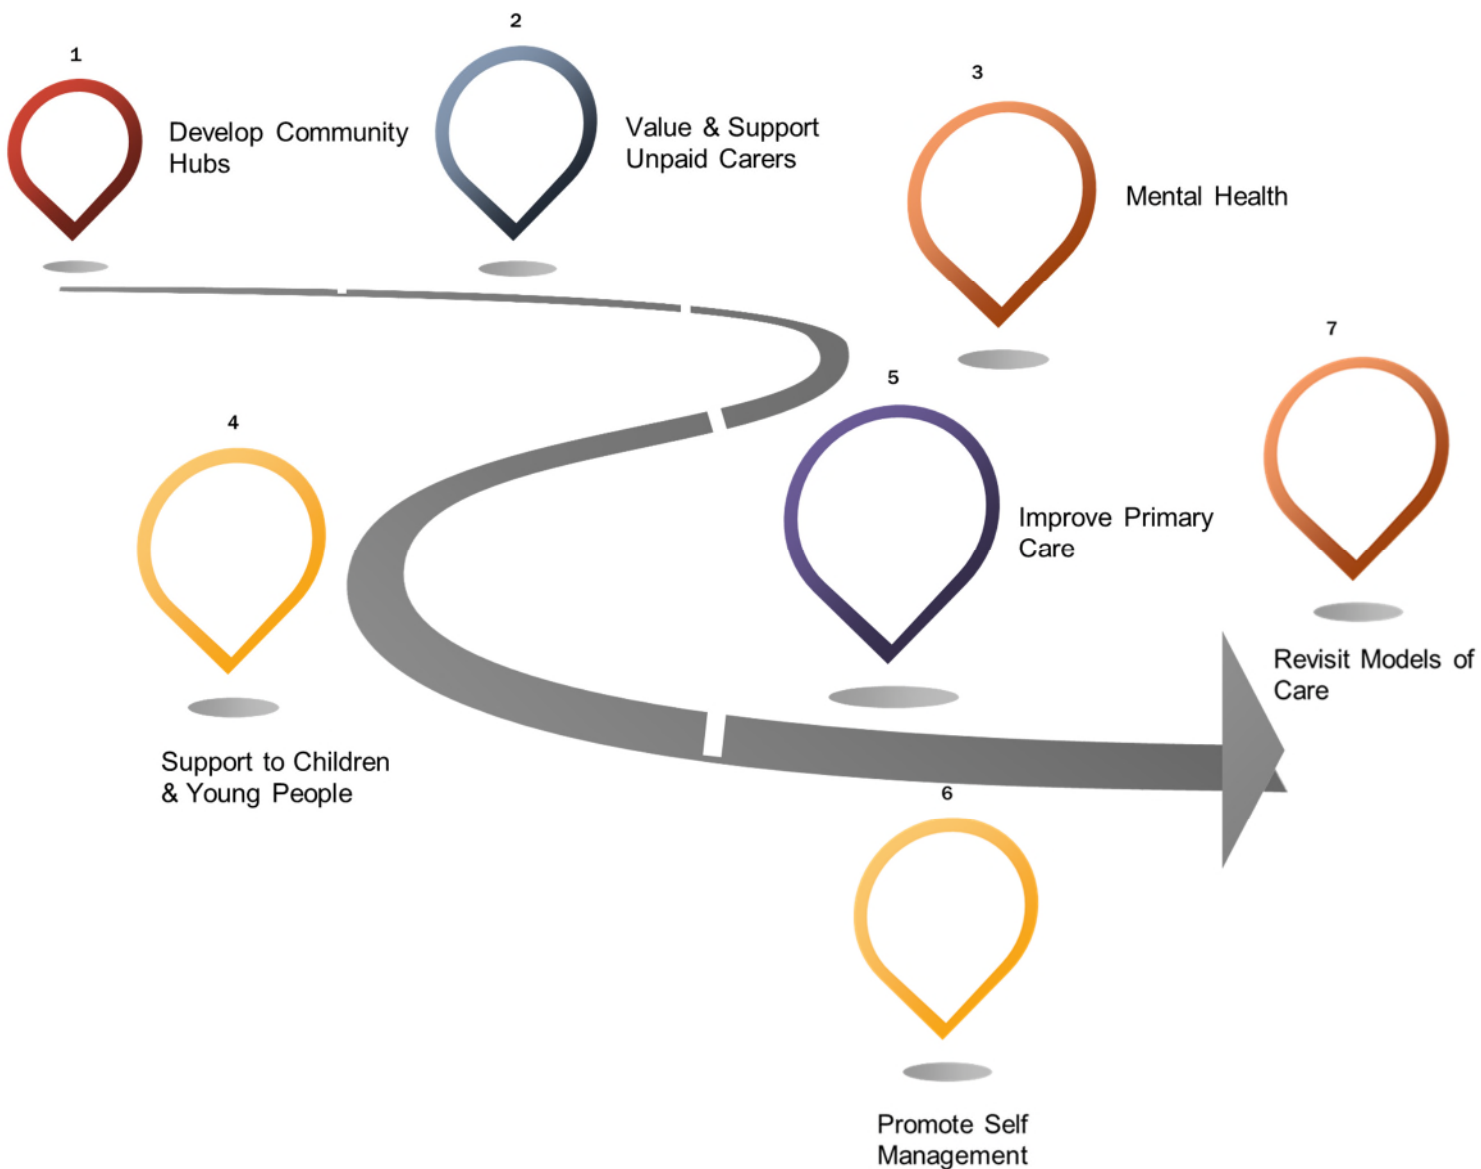 1
Develop Community
Hubs
2
Value & Support
Unpaid Carers
3
Mental Health
4
Support to Children
& Young People
5
Improve Primary
Care
6
Promote Self
Management
7
Revisit Models of
Care